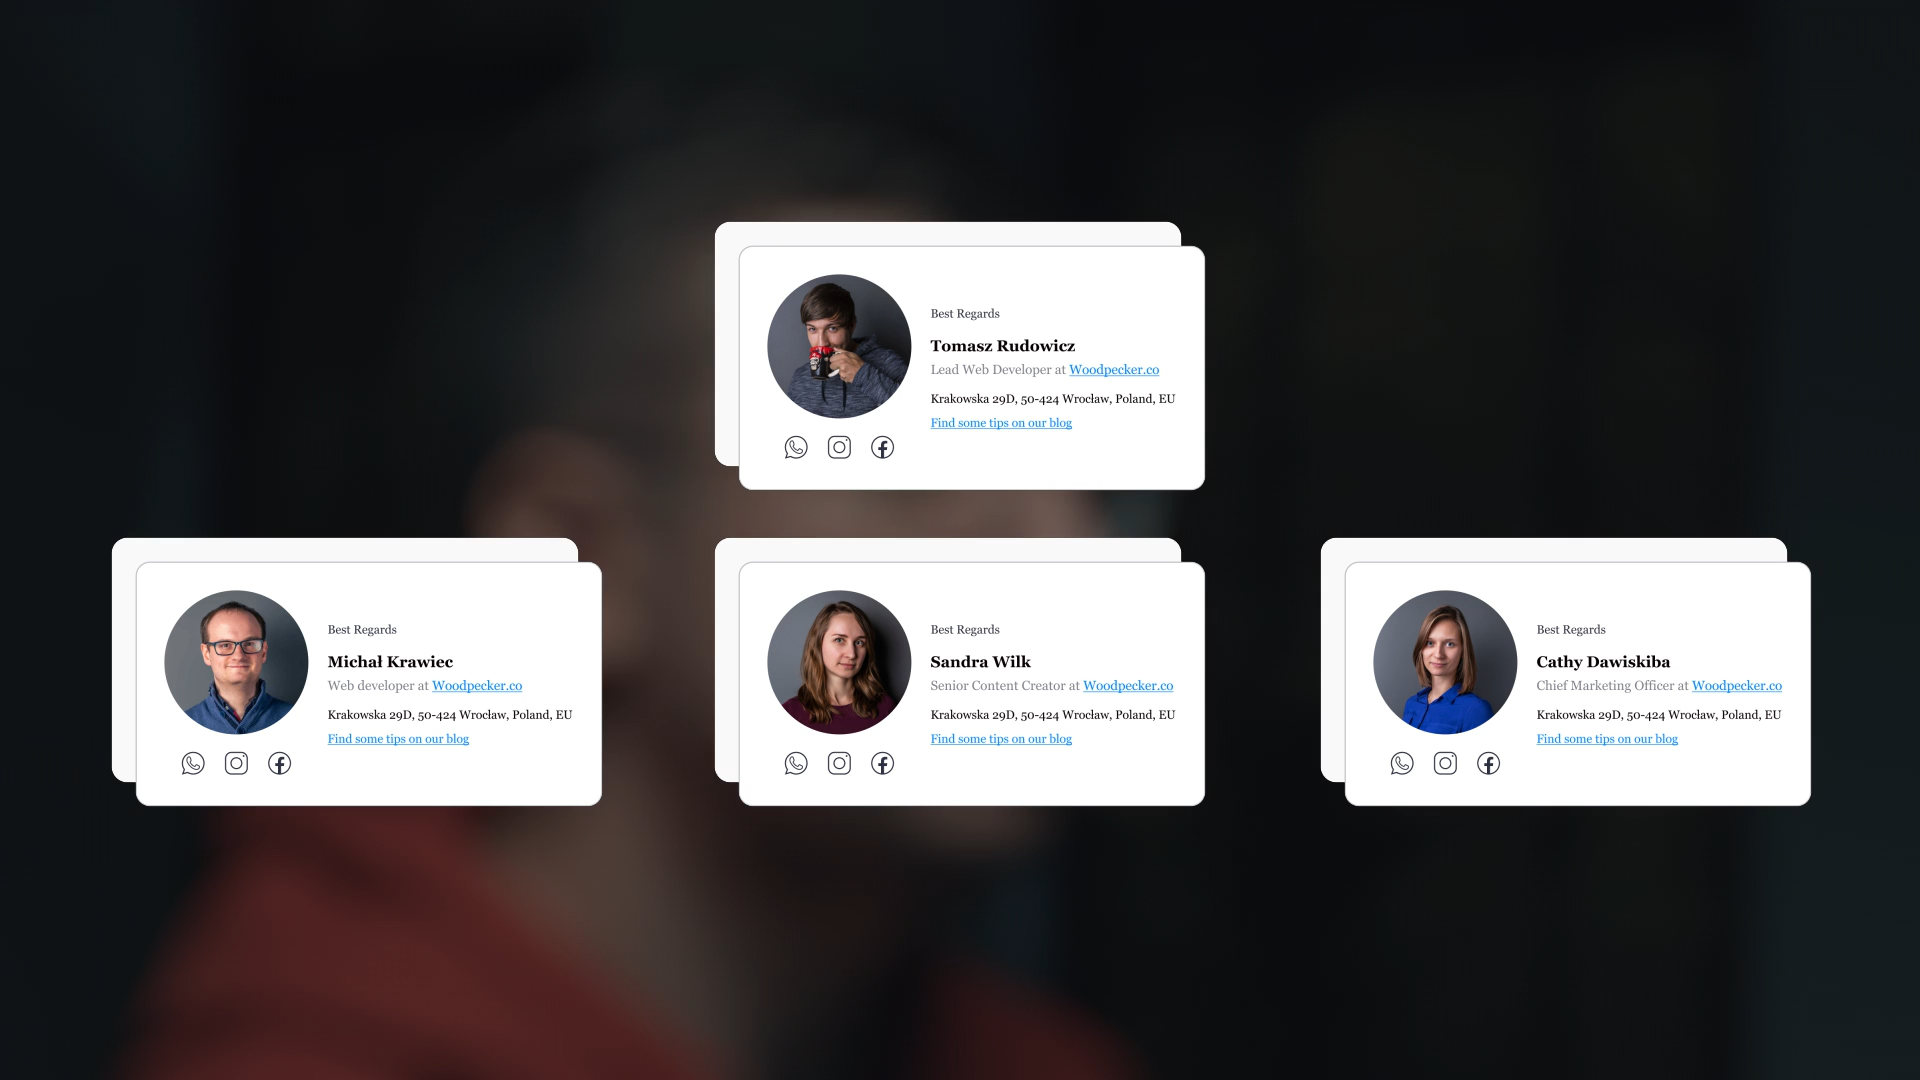 Best Regards
Tomasz Rudowicz
Lead Web Developer at Woodpecker.co
Krakowska 29D, 50-424 Wrocław, Poland, EU
Find some tips on our blog
Best Regards
Michał Krawiec
Web developer at Woodpecker.co
Krakowska 29D, 50-424 Wrocław, Poland, EU
Find some tips on our blog
Best Regards
Sandra Wilk
Senior Content Creator at Woodpecker.co
Krakowska 29D, 50-424 Wrocław, Poland, EU
Find some tips on our blog
Best Regards
Cathy Dawiskiba
Chief Marketing Officer at Woodpecker.co
Krakowska 29D, 50-424 Wrocław, Poland, EU
Find some tips on our blog